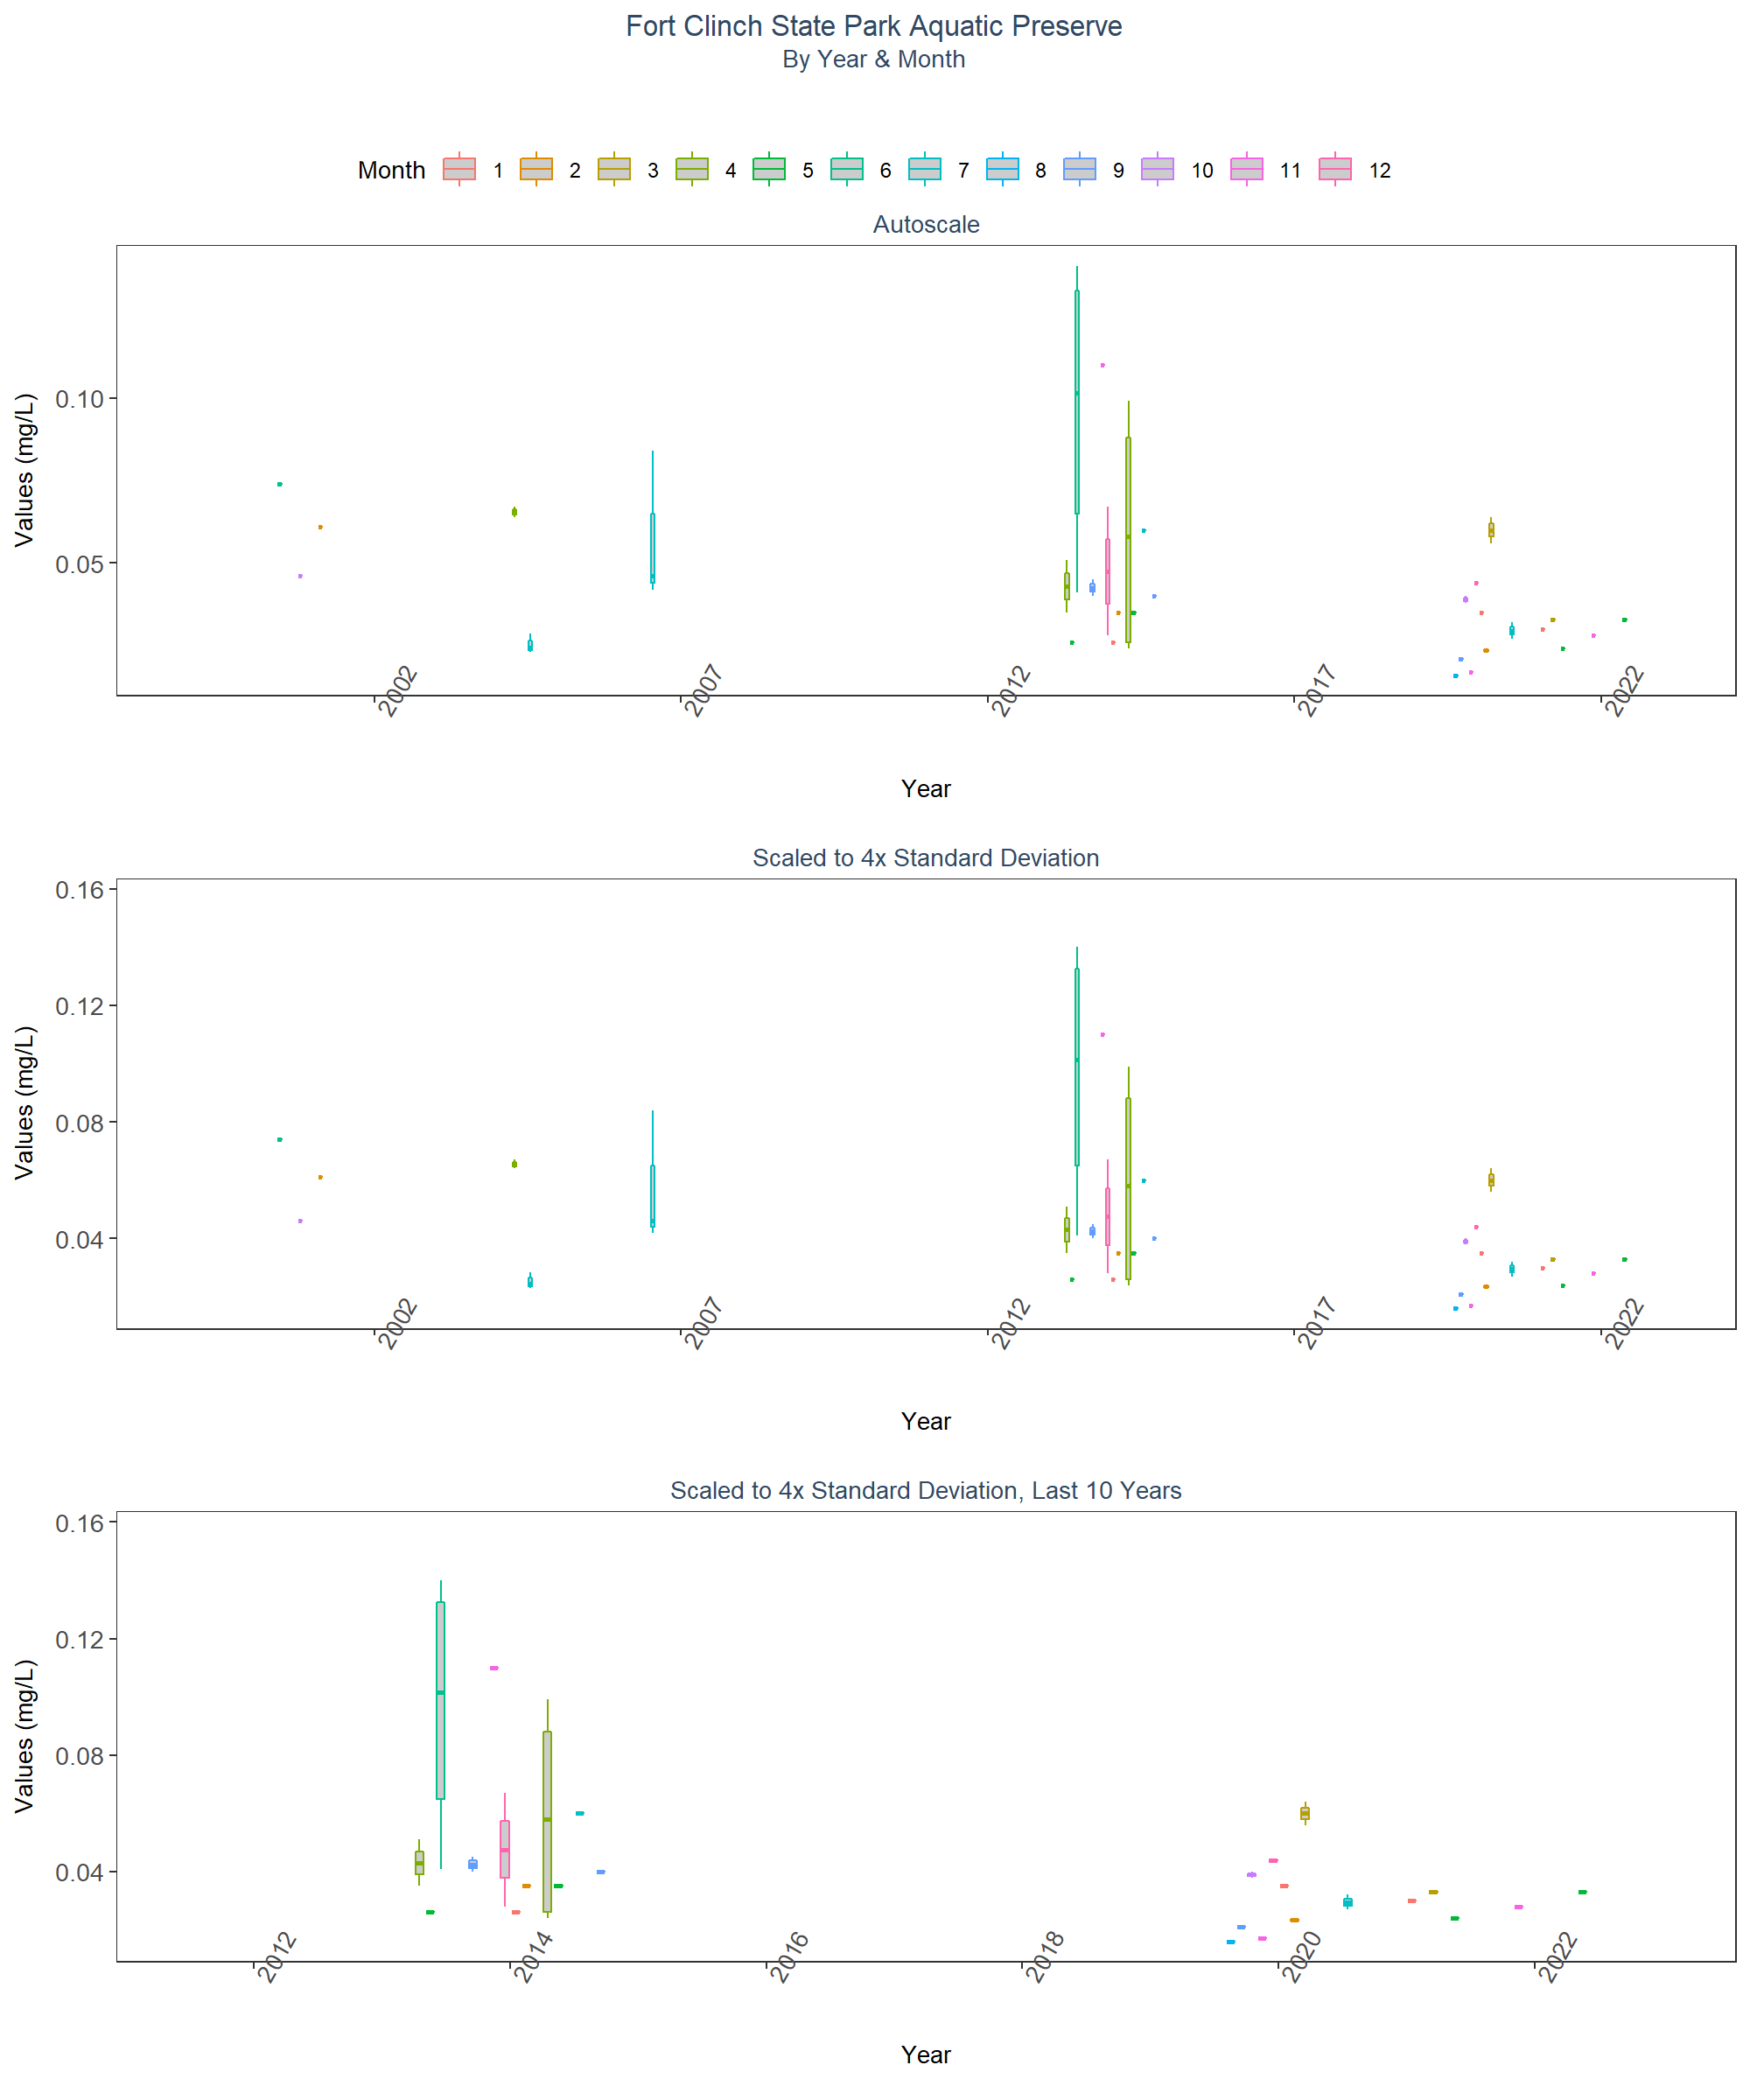 Fort Clinch State Park Aquatic Preserve
By Year & Month
Month 1 2 3 4 5 6 7 8 9 10 11 12
Autoscale
Values (mg/L)
0.10
0.05
2002 2007 2012 2017 2022
Year
Scaled to 4x Standard Deviation
Values (mg/L)
0.16
0.12
0.08
0.04
2002 2007 2012 2017 2022
Year
Scaled to 4x Standard Deviation, Last 10 Years
Values (mg/L)
0.16
0.12
0.08
0.04
2012 2014 2016 2018 2020 2022
Year